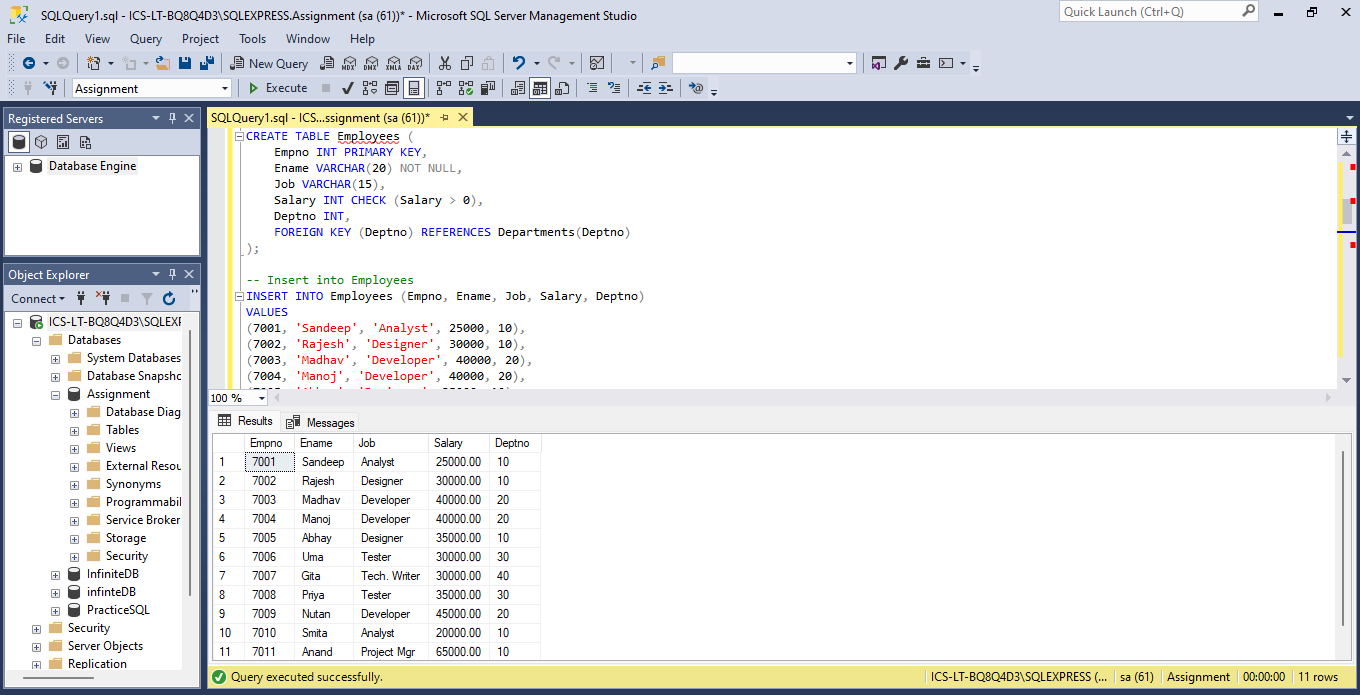 SQLQuery1.sql - ICS-LT-BQ8Q4D3\SQLEXPRESS.Assignment (sa (61))* - Microsoft SQL Server Management Studio
Quick Launch (Ctrl+Q)
File Edit View Query Project Tools Window Help
New Query MDX DMX XMLA DAX
Assignment Execute
Registered Servers
Database Engine
Object Explorer
Connect
ICS-LT-BQ8Q4D3\SQLEXPR
Databases
System Databases
Database Snapsho
Assignment
Database Diag
Tables
Views
External Resou
Synonyms
Programmabil
Service Broker
Storage
Security
InfiniteDB
infinteDB
PracticeSQL
Security
Server Objects
Replication
SQLQuery1.sql - ICS...ssignment (sa (61))*
CREATE TABLE Employees (
Empno INT PRIMARY KEY,
Ename VARCHAR(20) NOT NULL,
Job VARCHAR(15),
Salary INT CHECK (Salary > 0),
Deptno INT,
FOREIGN KEY (Deptno) REFERENCES Departments(Deptno)
);
-- Insert into Employees
INSERT INTO Employees (Empno, Ename, Job, Salary, Deptno)
VALUES
(7001, 'Sandeep', 'Analyst', 25000, 10),
(7002, 'Rajesh', 'Designer', 30000, 10),
(7003, 'Madhav', 'Developer', 40000, 20),
(7004, 'Manoj', 'Developer', 40000, 20),
100 %
Results Messages
Empno Ename Job Salary Deptno
1 7001 Sandeep Analyst 25000.00 10
2 7002 Rajesh Designer 30000.00 10
3 7003 Madhav Developer 40000.00 20
4 7004 Manoj Developer 40000.00 20
5 7005 Abhay Designer 35000.00 10
6 7006 Uma Tester 30000.00 30
7 7007 Gita Tech. Writer 30000.00 40
8 7008 Priya Tester 35000.00 30
9 7009 Nutan Developer 45000.00 20
10 7010 Smita Analyst 20000.00 10
11 7011 Anand Project Mgr 65000.00 10
Query executed successfully. ICS-LT-BQ8Q4D3\SQLEXPRESS (... sa (61) Assignment 00:00:00 11 rows